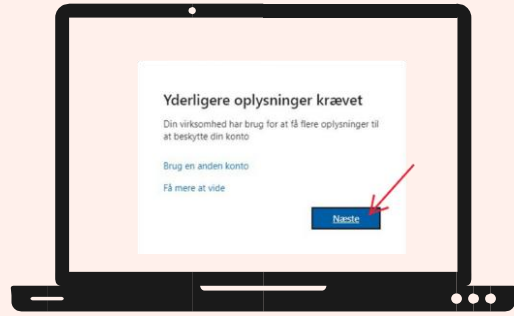 Yderligere oplysninger krævet
Din virksomhed har brug for at få flere oplysninger til
at beskytte din konto
Brug en anden konto
Få mere at vide
Næste